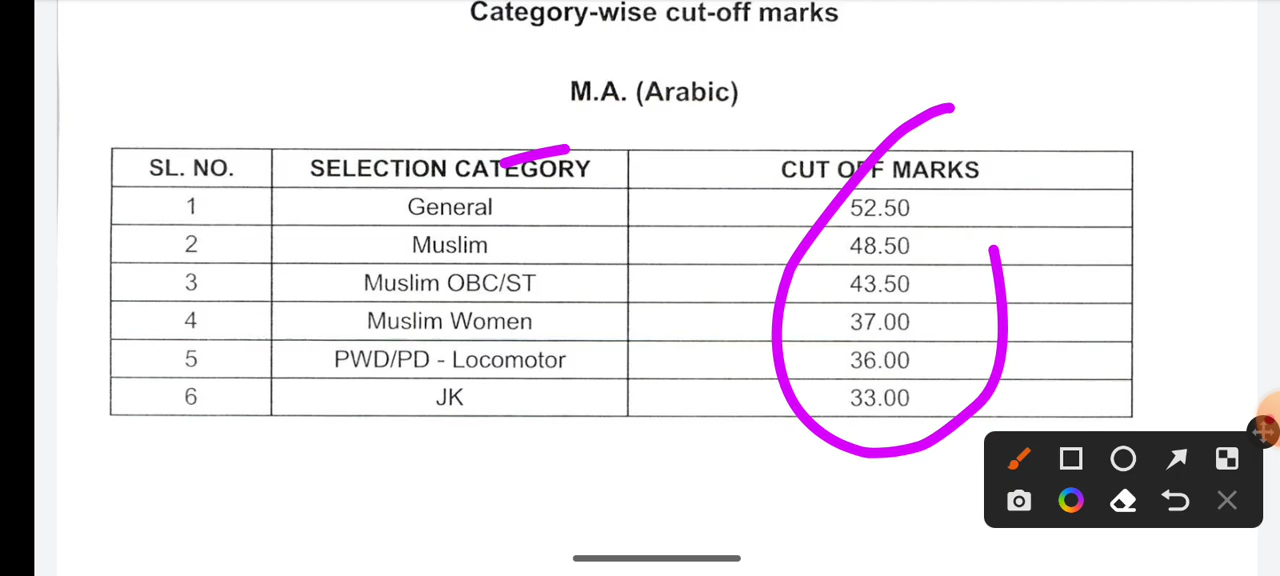 Category-wise cut-off marks
M.A. (Arabic)
SL. NO. SELECTION CATEGORY CUT OFF MARKS
1 General 52.50
2 Muslim 48.50
3 Muslim OBC/ST 43.50
4 Muslim Women 37.00
5 PWD/PD - Locomotor 36.00
6 JK 33.00